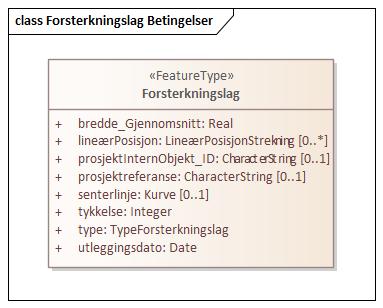 class Forsterkningslag Betingelser
«FeatureType»
Forsterkningslag
+ bredde_Gjennomsnitt: Real
+ lineærPosisjon: LineærPosisjonStrekning [0..*]
+ prosjektInternObjekt_ID: CharacterString [0..1]
+ prosjektreferanse: CharacterString [0..1]
+ senterlinje: Kurve [0..1]
+ tykkelse: Integer
+ type: TypeForsterkningslag
+ utleggingsdato: Date